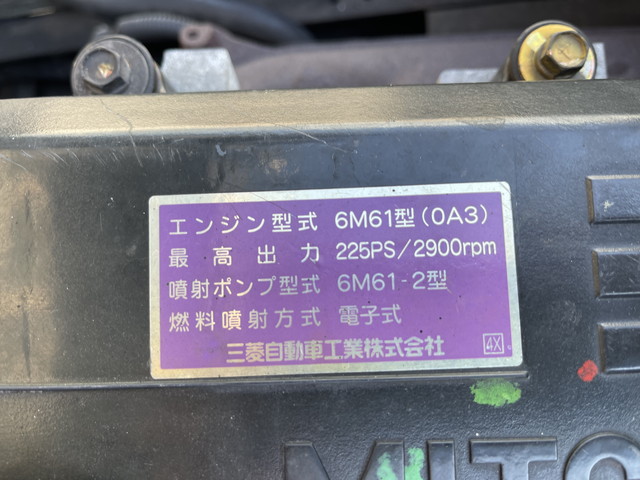 エンジン型式 6M61型(0A3)
最高出力 225PS/2900rpm
噴射ポンプ型式 6M61-2型
燃料噴射方式 電子式
三菱自動車工業株式会社 4X